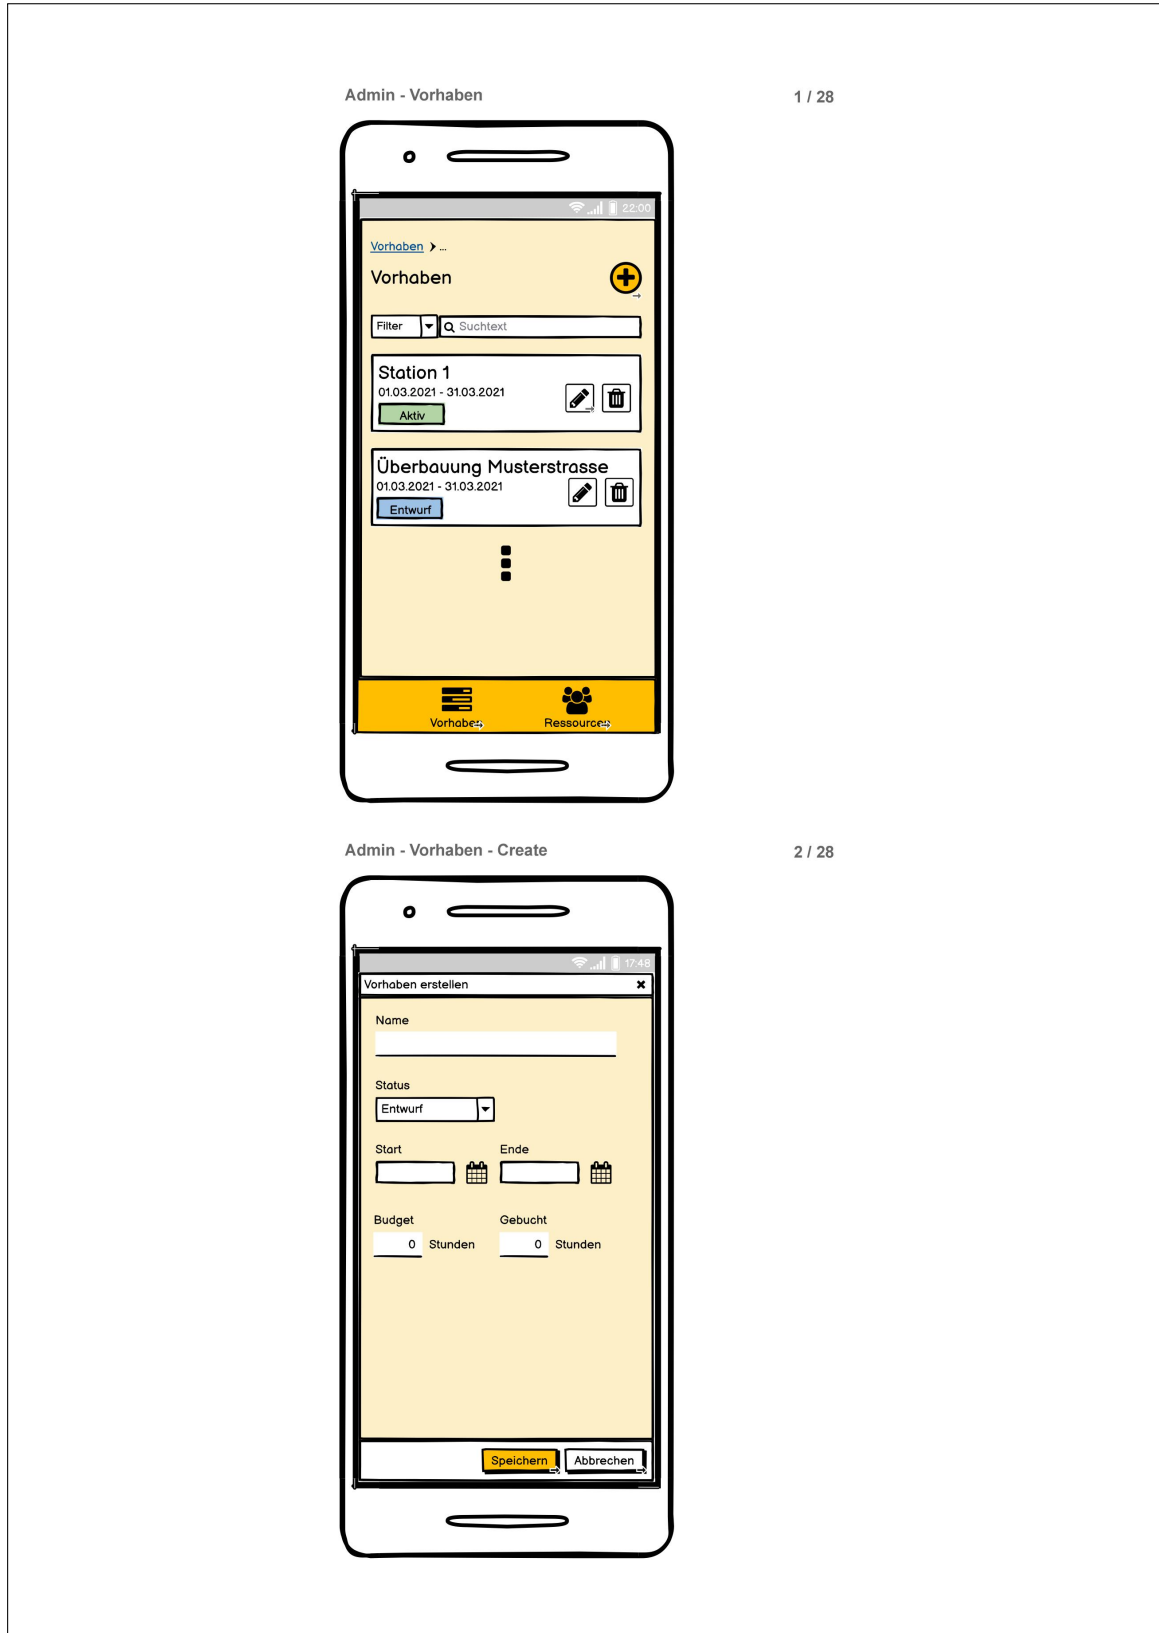 Admin - Vorhaben 1 / 28
22:00
Vorhaben > ...
Vorhaben
Filter Suchtext
Station 1
01.03.2021 - 31.03.2021
Aktiv
Überbauung Musterstrasse
01.03.2021 - 31.03.2021
Entwurf
Vorhaben Ressourcen
Admin - Vorhaben - Create 2 / 28
17:48
Vorhaben erstellen
Name
Status
Entwurf
Start Ende
Budget Gebucht
0 Stunden 0 Stunden
Speichern Abbrechen